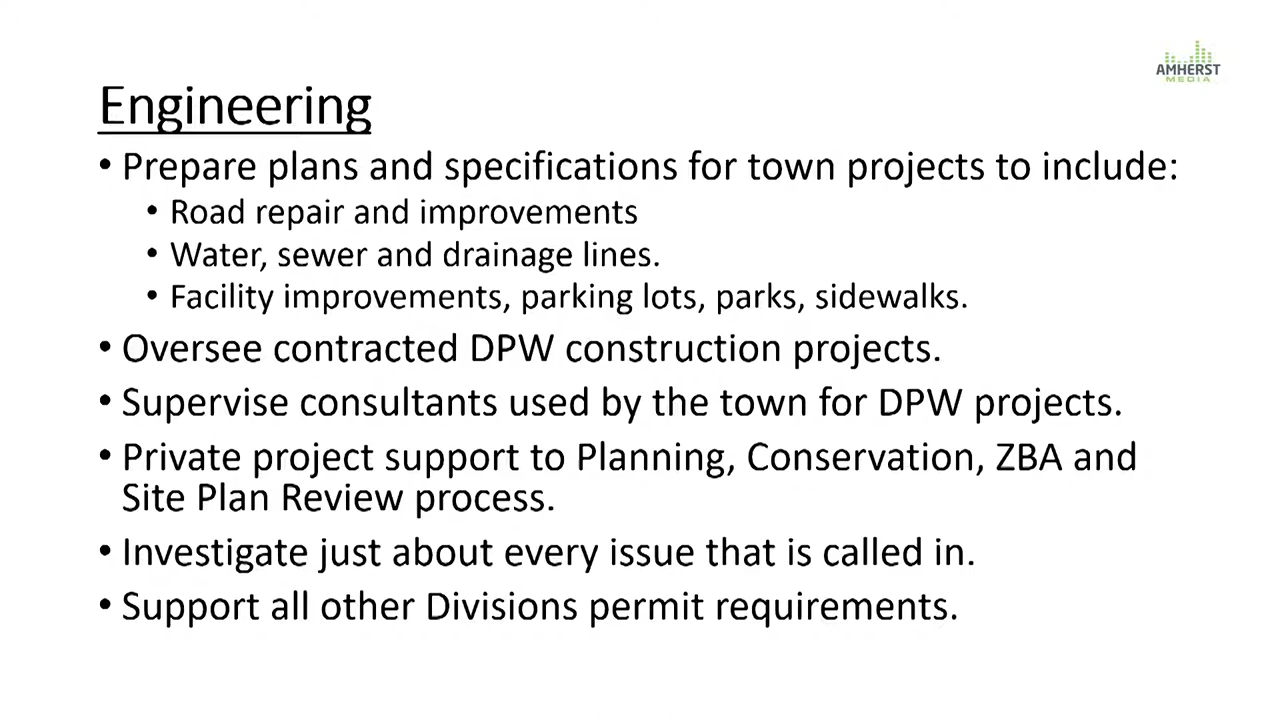 AMHERST
MEDIA
Engineering
• Prepare plans and specifications for town projects to include:
• Road repair and improvements
• Water, sewer and drainage lines.
• Facility improvements, parking lots, parks, sidewalks.
• Oversee contracted DPW construction projects.
• Supervise consultants used by the town for DPW projects.
• Private project support to Planning, Conservation, ZBA and
Site Plan Review process.
• Investigate just about every issue that is called in.
• Support all other Divisions permit requirements.